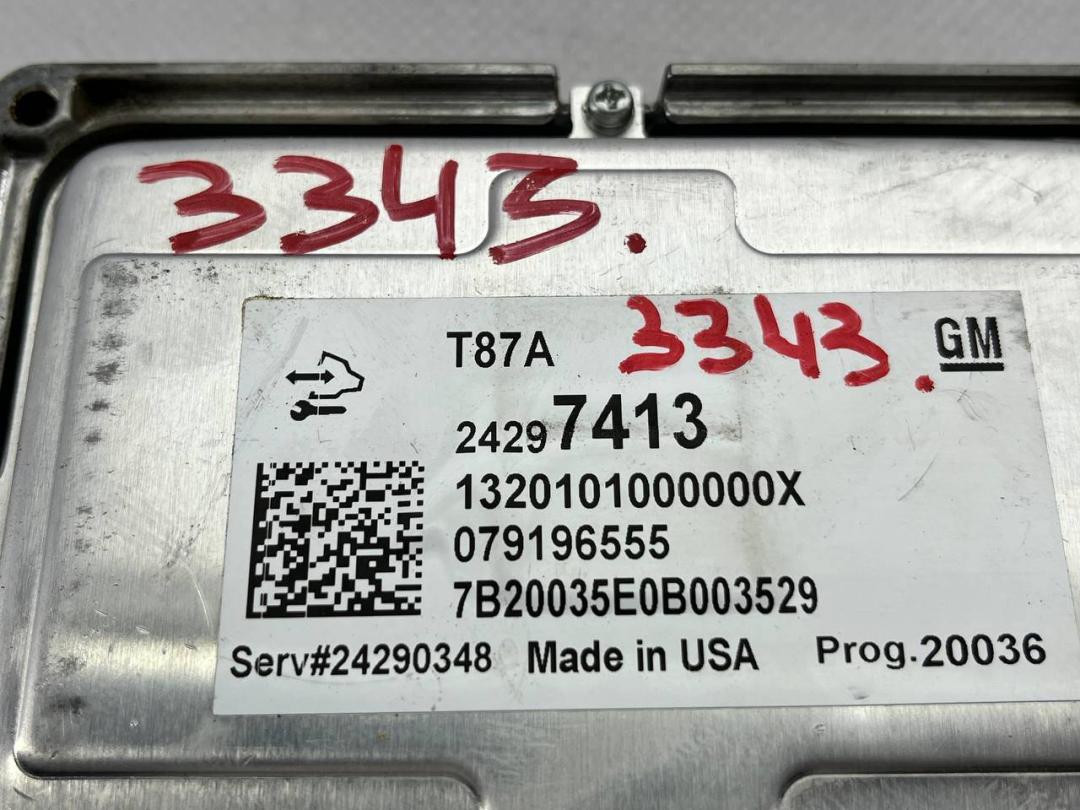 3343.
T87A 3343. GM
24297413
1320101000000X
079196555
7B20035E0B003529
Serv#24290348 Made in USA Prog.20036